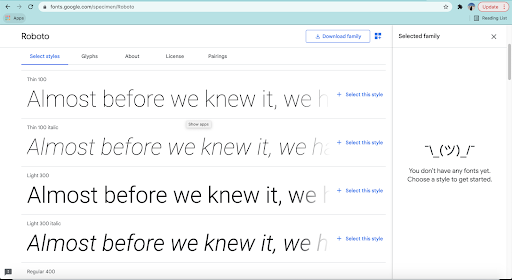 fonts.google.com/specimen/Roboto
Update
Apps
Reading List
Roboto
Download family
Selected family
Select styles
Glyphs
About
License
Pairings
Thin 100
Almost before we knew it, we h
Select this style
Show apps
Thin 100 italic
Almost before we knew it, we ha
Select this style
¯\_(ツ)_/¯
You don't have any fonts yet.
Choose a style to get started.
Light 300
Almost before we knew it, we h
Select this style
Light 300 italic
Almost before we knew it, we h
Select this style
Regular 400